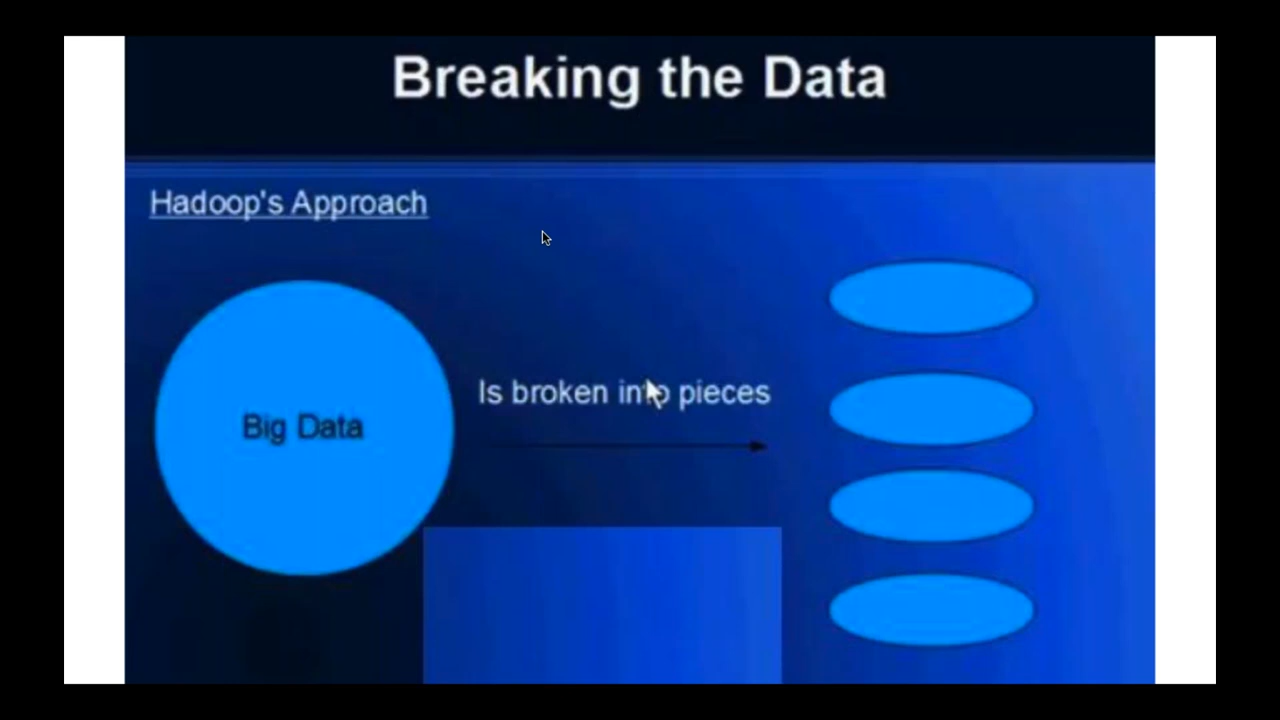 Breaking the Data
Hadoop's Approach
Is broken into pieces
Big Data